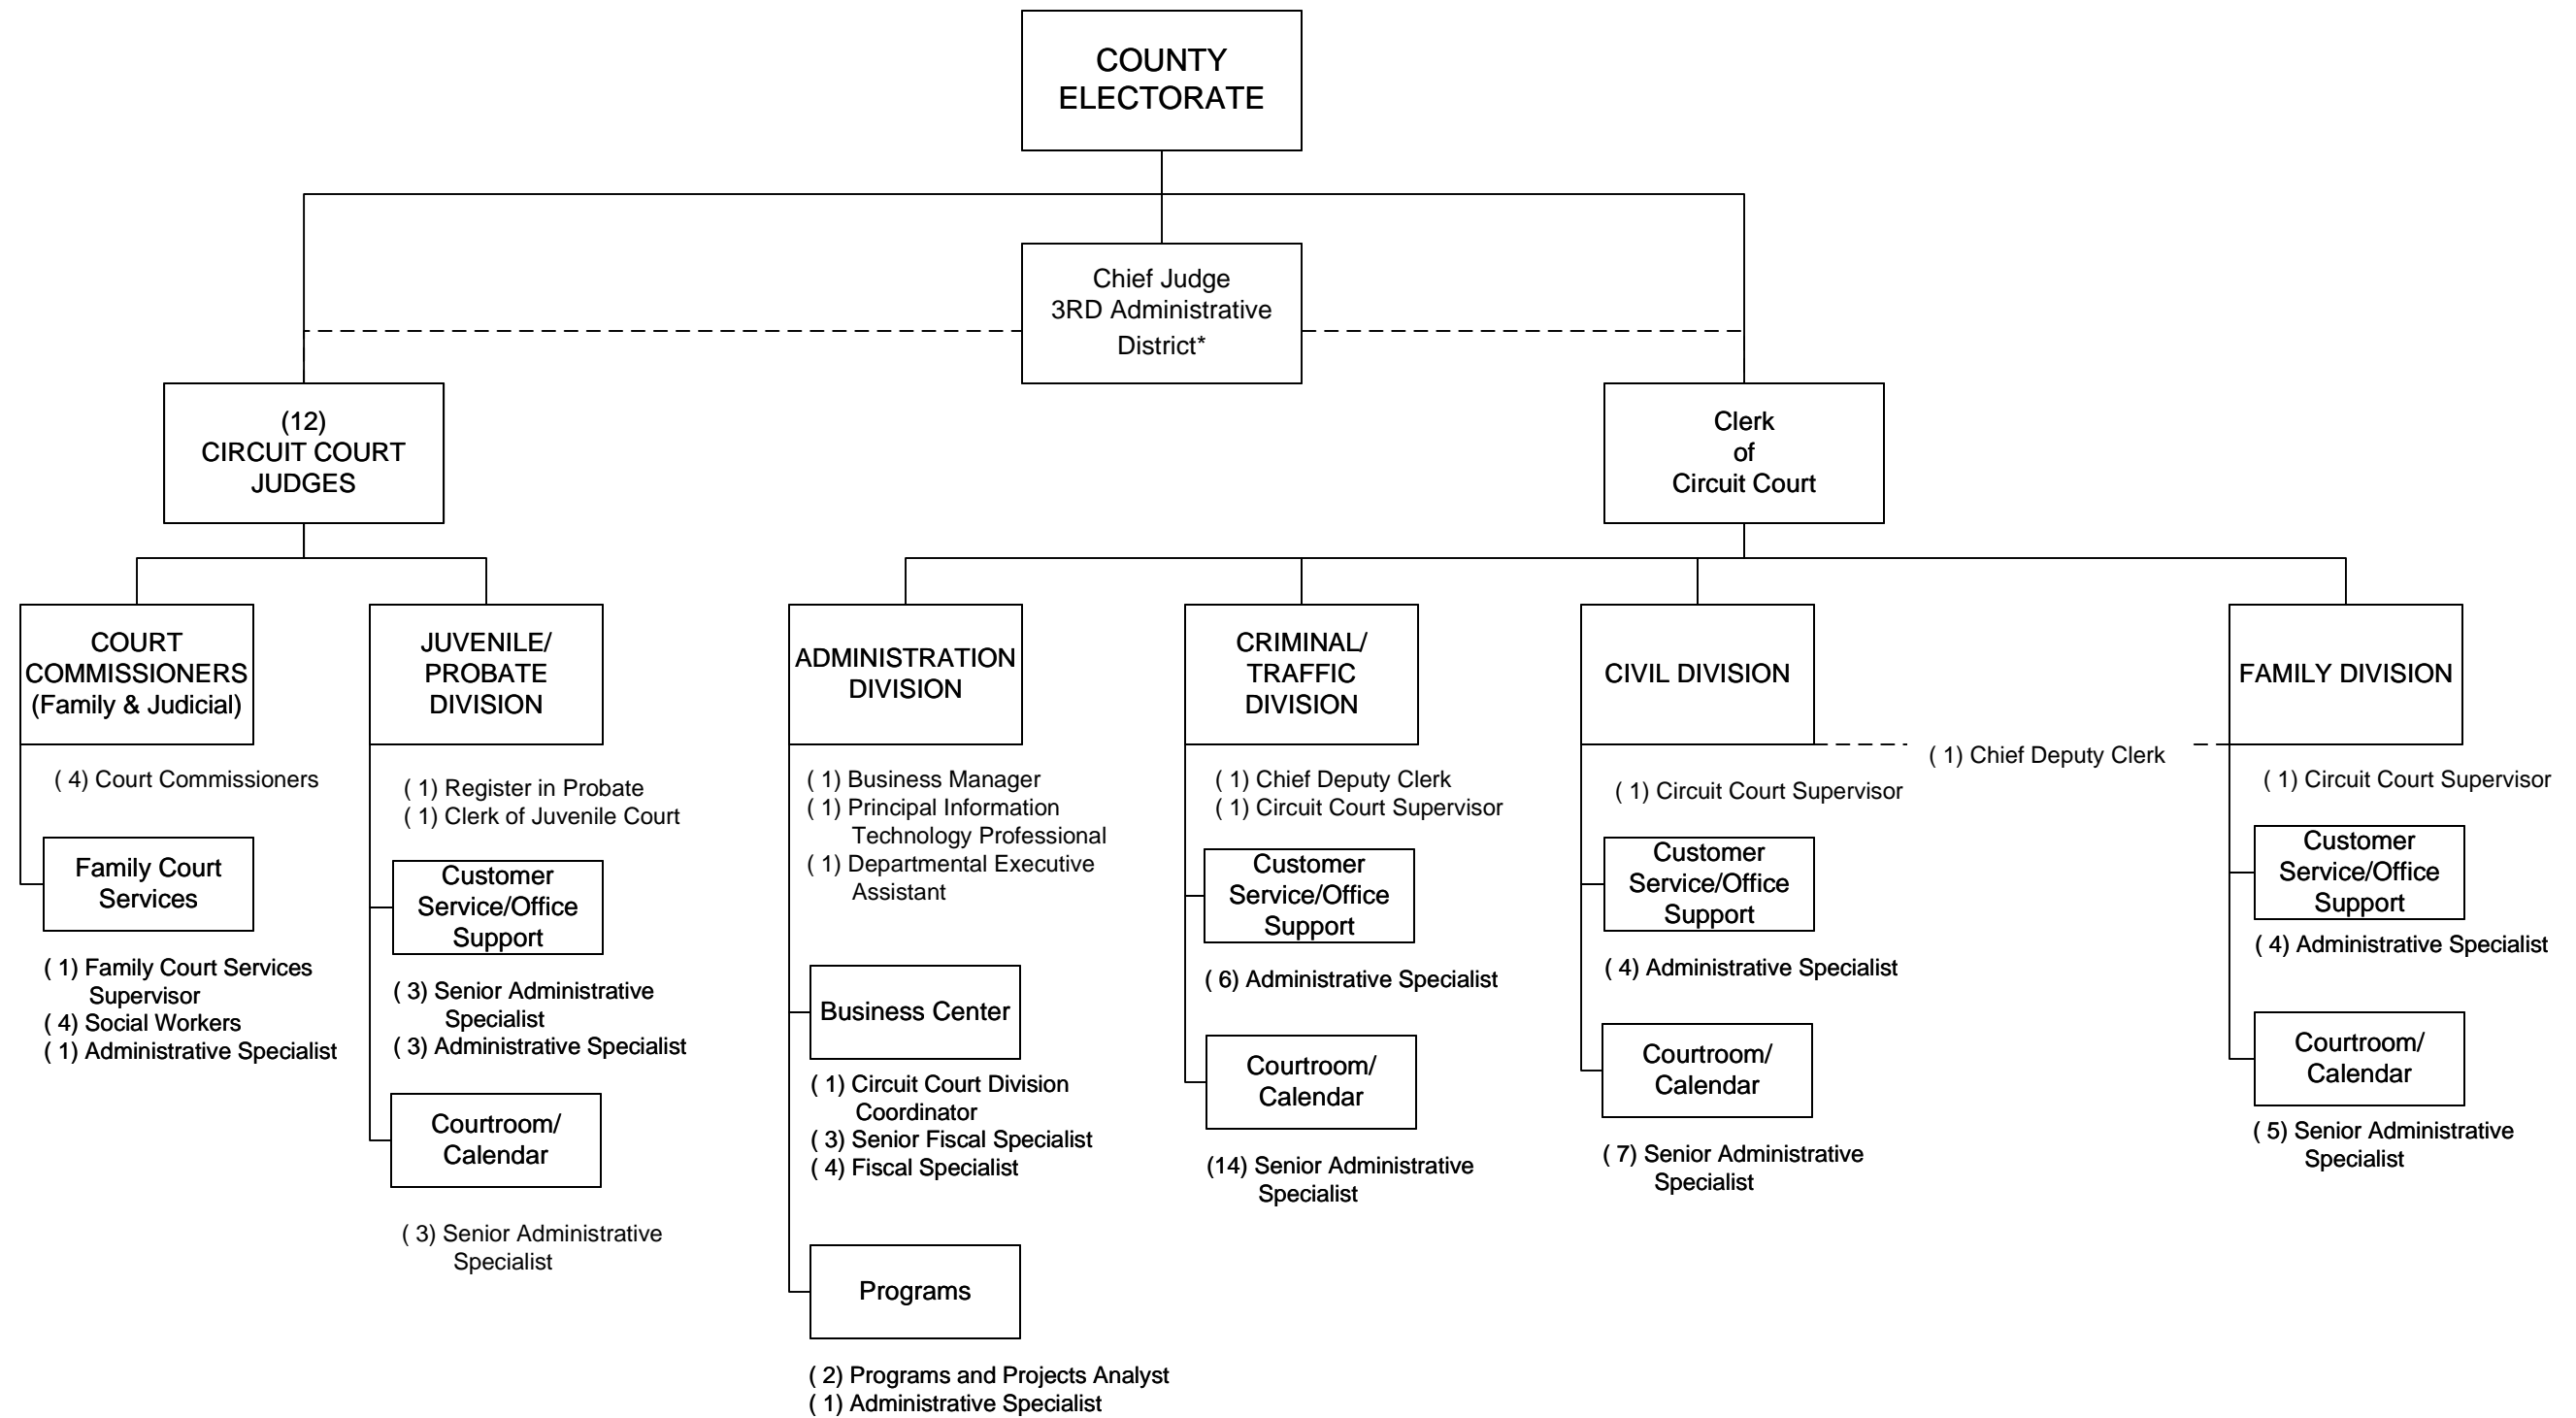 COUNTY
ELECTORATE
Chief Judge
3RD Administrative
District*
(12)
CIRCUIT COURT
JUDGES
Clerk
of
Circuit Court
COURT
COMMISSIONERS
(Family & Judicial)
( 4) Court Commissioners
Family Court
Services
( 1) Family Court Services
Supervisor
( 4) Social Workers
( 1) Administrative Specialist
JUVENILE/
PROBATE
DIVISION
( 1) Register in Probate
( 1) Clerk of Juvenile Court
Customer
Service/Office
Support
( 3) Senior Administrative
Specialist
( 3) Administrative Specialist
Courtroom/
Calendar
( 3) Senior Administrative
Specialist
ADMINISTRATION
DIVISION
( 1) Business Manager
( 1) Principal Information
Technology Professional
( 1) Departmental Executive
Assistant
Business Center
( 1) Circuit Court Division
Coordinator
( 3) Senior Fiscal Specialist
( 4) Fiscal Specialist
Programs
( 2) Programs and Projects Analyst
( 1) Administrative Specialist
CRIMINAL/
TRAFFIC
DIVISION
( 1) Chief Deputy Clerk
( 1) Circuit Court Supervisor
Customer
Service/Office
Support
( 6) Administrative Specialist
Courtroom/
Calendar
(14) Senior Administrative
Specialist
CIVIL DIVISION
( 1) Circuit Court Supervisor
Customer
Service/Office
Support
( 4) Administrative Specialist
Courtroom/
Calendar
( 7) Senior Administrative
Specialist
( 1) Chief Deputy Clerk
FAMILY DIVISION
( 1) Circuit Court Supervisor
Customer
Service/Office
Support
( 4) Administrative Specialist
Courtroom/
Calendar
( 5) Senior Administrative
Specialist